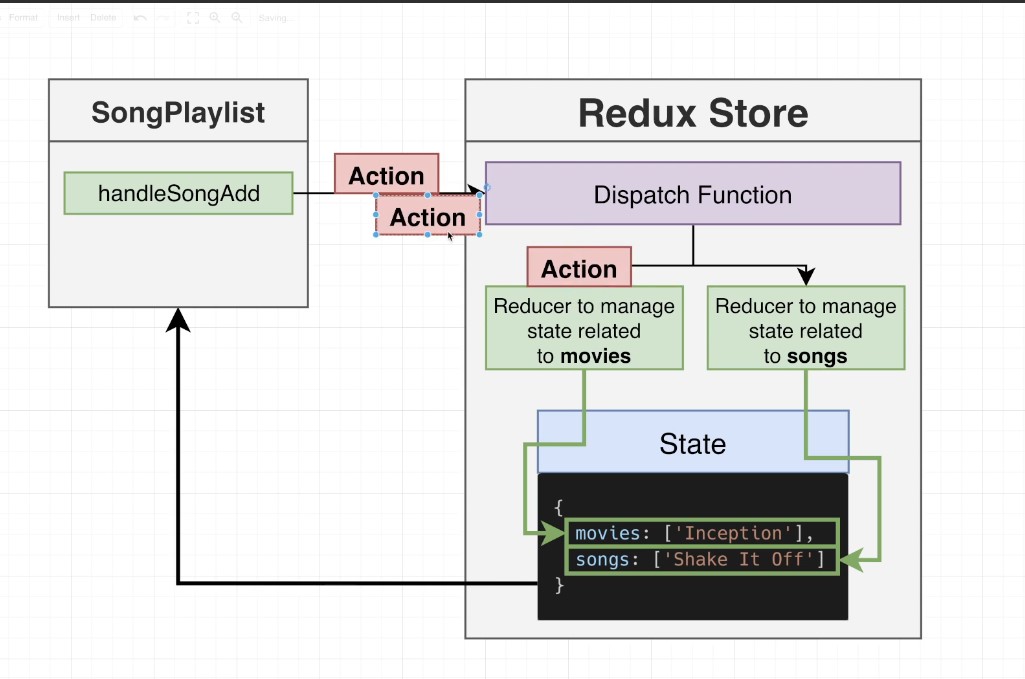 Format Insert Delete Saving...
SongPlaylist
handleSongAdd
Action
Action
Redux Store
Dispatch Function
Action
Reducer to manage
state related
to movies
Reducer to manage
state related
to songs
State
{
movies: ['Inception'],
songs: ['Shake It Off']
}